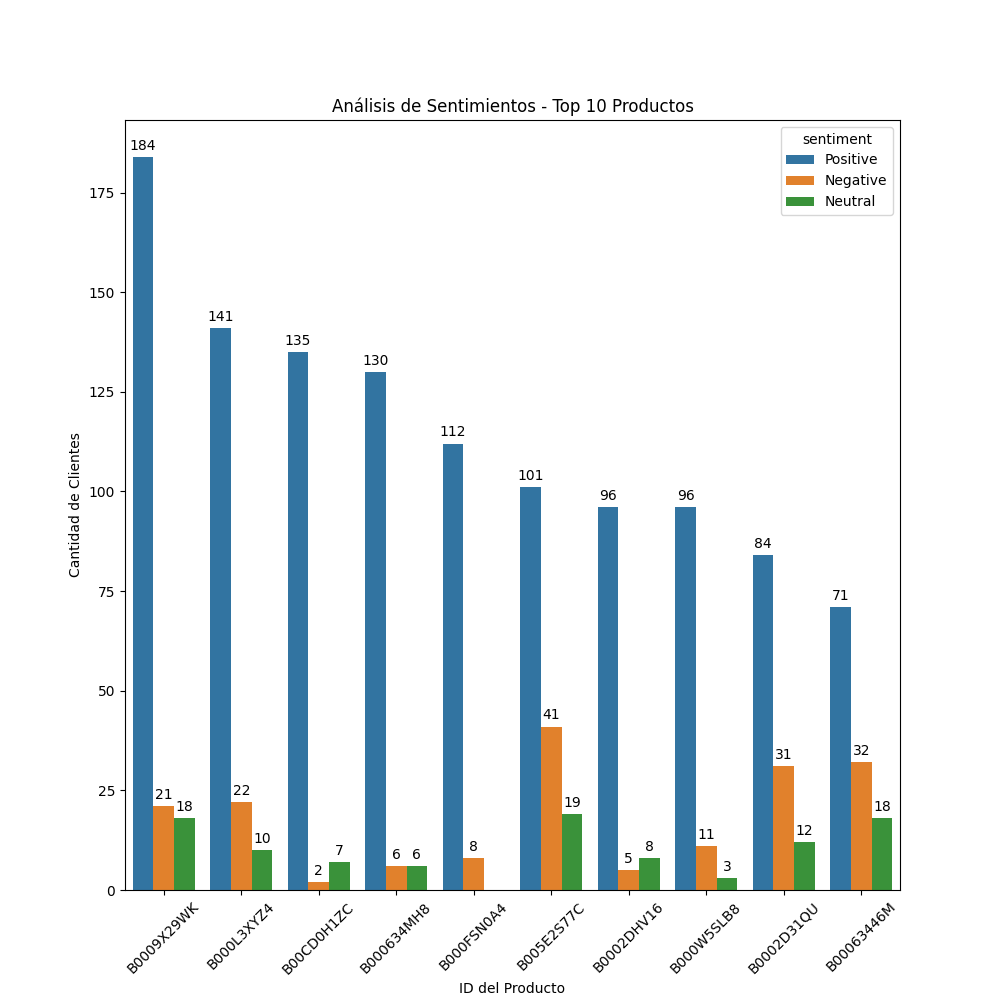 Análisis de Sentimientos - Top 10 Productos
sentiment
Positive
Negative
Neutral
Cantidad de Clientes
175
150
125
100
75
50
25
0
184
21
18
141
22
10
135
2
7
130
6
6
112
8
101
41
19
96
5
8
96
11
3
84
31
12
71
32
18
B0009X29WK
B000L3XYZ4
B00CD0H1ZC
B000634MH8
B000FSN0A4
B005E2S77C
B0002DHV16
B000W5SLB8
B0002D31QU
B00063446M
ID del Producto